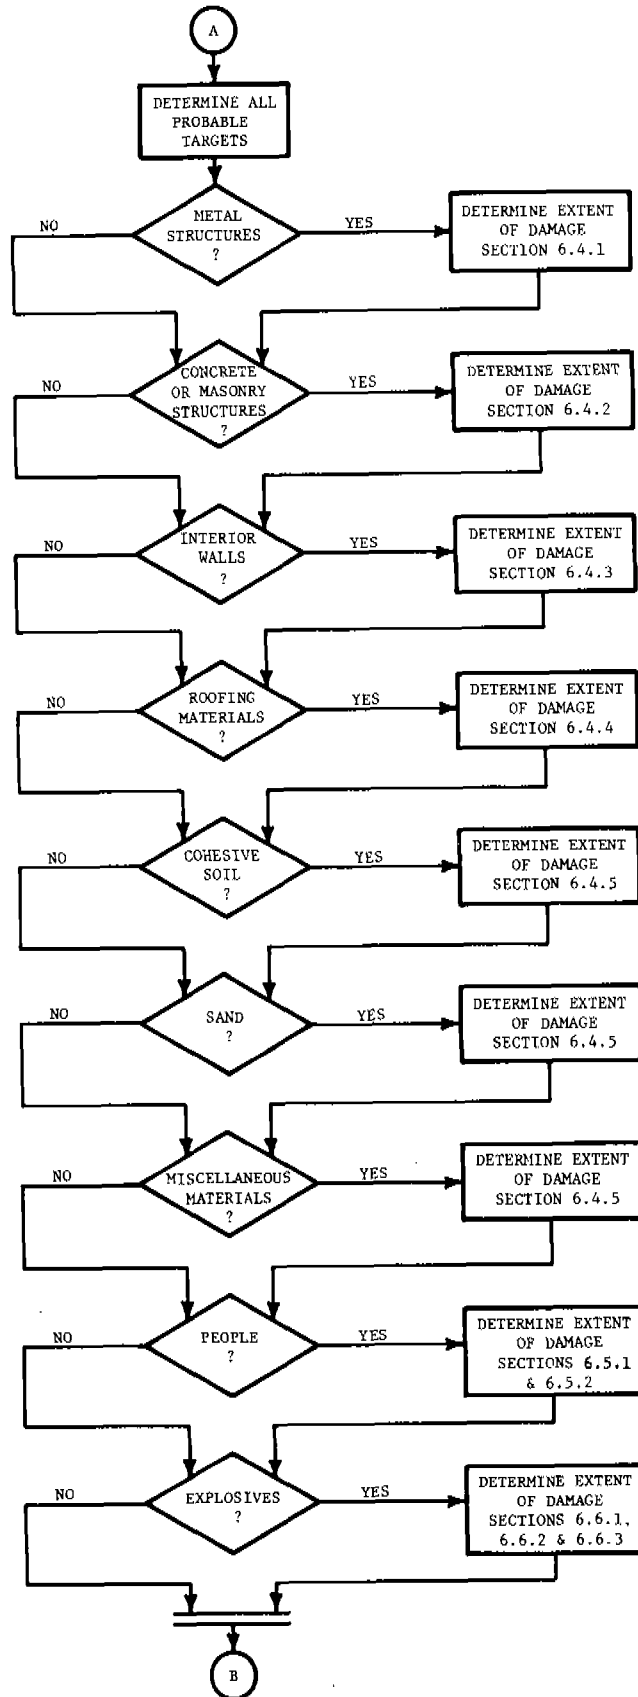 A
DETERMINE ALL
PROBABLE
TARGETS
NO
METAL
STRUCTURES
?
YES
DETERMINE EXTENT
OF DAMAGE
SECTION 6.4.1
NO
CONCRETE
OR MASONRY
STRUCTURES
?
YES
DETERMINE EXTENT
OF DAMAGE
SECTION 6.4.2
NO
INTERIOR
WALLS
?
YES
DETERMINE EXTENT
OF DAMAGE
SECTION 6.4.3
NO
ROOFING
MATERIALS
?
YES
DETERMINE EXTENT
OF DAMAGE
SECTION 6.4.4
NO
COHESIVE
SOIL
?
YES
DETERMINE EXTENT
OF DAMAGE
SECTION 6.4.5
NO
SAND
?
YES
DETERMINE EXTENT
OF DAMAGE
SECTION 6.4.5
NO
MISCELLANEOUS
MATERIALS
?
YES
DETERMINE EXTENT
OF DAMAGE
SECTION 6.4.5
NO
PEOPLE
?
YES
DETERMINE EXTENT
OF DAMAGE
SECTIONS 6.5.1
& 6.5.2
NO
EXPLOSIVES
?
YES
DETERMINE EXTENT
OF DAMAGE
SECTIONS 6.6.1,
6.6.2 & 6.6.3
B